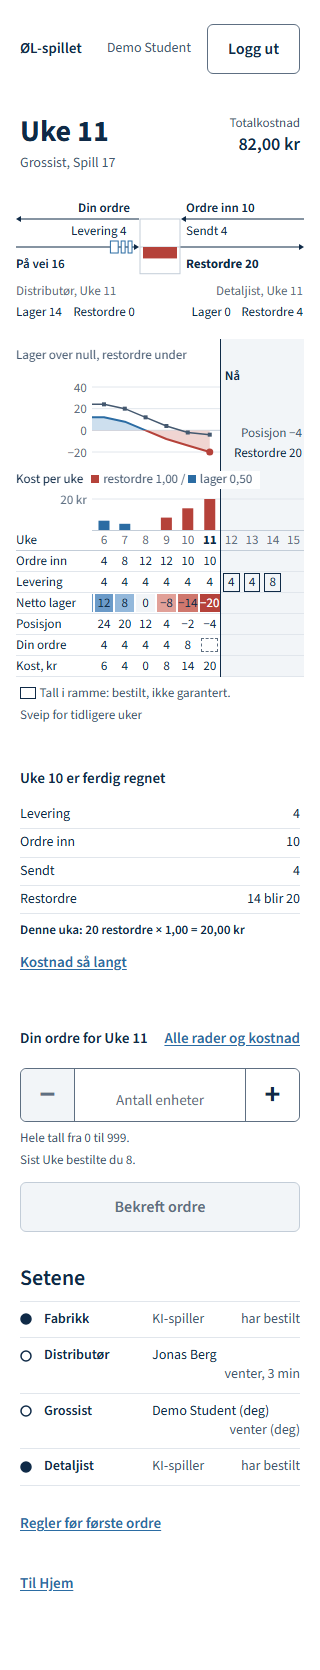 ØL-spillet Demo Student Logg ut
Uke 11
Grossist, Spill 17
Totalkostnad
82,00 kr
Din ordre Ordre inn 10
Levering 4 Sendt 4
På vei 16 Restordre 20
Distributør, Uke 11 Detaljist, Uke 11
Lager 14 Restordre 0 Lager 0 Restordre 4
Lager over null, restordre under
Nå
40
20
0
−20
Posisjon −4
Restordre 20
Kost per uke restordre 1,00 / lager 0,50
20 kr
Uke 6 7 8 9 10 11 12 13 14 15
Ordre inn 4 8 12 12 10 10
Levering 4 4 4 4 4 4 4 4 8
Netto lager 12 8 0 −8 −14 −20
Posisjon 24 20 12 4 −2 −4
Din ordre 4 4 4 4 8
Kost, kr 6 4 0 8 14 20
Tall i ramme: bestilt, ikke garantert.
Sveip for tidligere uker
Uke 10 er ferdig regnet
Levering 4
Ordre inn 10
Sendt 4
Restordre 14 blir 20
Denne uka: 20 restordre × 1,00 = 20,00 kr
Kostnad så langt
Din ordre for Uke 11 Alle rader og kostnad
− Antall enheter +
Hele tall fra 0 til 999.
Sist Uke bestilte du 8.
Bekreft ordre
Setene
Fabrikk KI-spiller har bestilt
Distributør Jonas Berg
venter, 3 min
Grossist Demo Student (deg)
venter (deg)
Detaljist KI-spiller har bestilt
Regler før første ordre
Til Hjem